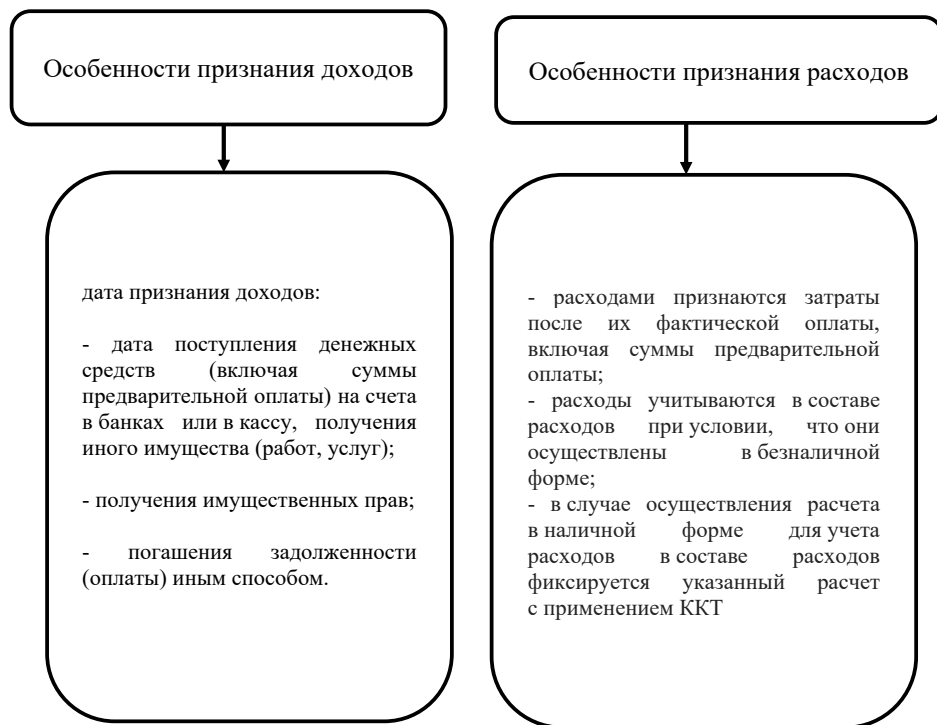 Особенности признания доходов
дата признания доходов:
- дата поступления денежных
средств (включая суммы
предварительной оплаты) на счета
в банках или в кассу, получения
иного имущества (работ, услуг);
- получения имущественных прав;
- погашения задолженности
(оплаты) иным способом.
Особенности признания расходов
- расходами признаются затраты
после их фактической оплаты,
включая суммы предварительной
оплаты;
- расходы учитываются в составе
расходов при условии, что они
осуществлены в безналичной
форме;
- в случае осуществления расчета
в наличной форме для учета
расходов в составе расходов
фиксируется указанный расчет
с применением ККТ